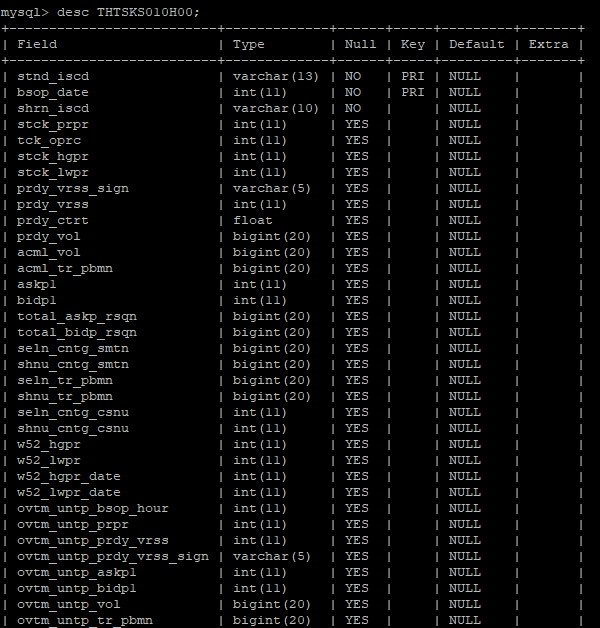 mysql> desc THTSKS010H00;
+--------------------------+-------------+------+-----+---------+-------+
| Field                    | Type        | Null | Key | Default | Extra |
+--------------------------+-------------+------+-----+---------+-------+
| stnd_iscd                | varchar(13) | NO   | PRI | NULL    |       |
| bsop_date                | int(11)     | NO   | PRI | NULL    |       |
| shrn_iscd                | varchar(10) | NO   |     | NULL    |       |
| stck_prpr                | int(11)     | YES  |     | NULL    |       |
| tck_oprc                 | int(11)     | YES  |     | NULL    |       |
| stck_hgpr                | int(11)     | YES  |     | NULL    |       |
| stck_lwpr                | int(11)     | YES  |     | NULL    |       |
| prdy_vrss_sign           | varchar(5)  | YES  |     | NULL    |       |
| prdy_vrss                | int(11)     | YES  |     | NULL    |       |
| prdy_ctrt                | float       | YES  |     | NULL    |       |
| prdy_vol                 | bigint(20)  | YES  |     | NULL    |       |
| acml_vol                 | bigint(20)  | YES  |     | NULL    |       |
| acml_tr_pbmn             | bigint(20)  | YES  |     | NULL    |       |
| askp1                    | int(11)     | YES  |     | NULL    |       |
| bidp1                    | int(11)     | YES  |     | NULL    |       |
| total_askp_rsqn          | bigint(20)  | YES  |     | NULL    |       |
| total_bidp_rsqn          | bigint(20)  | YES  |     | NULL    |       |
| seln_cntg_smtn           | bigint(20)  | YES  |     | NULL    |       |
| shnu_cntg_smtn           | bigint(20)  | YES  |     | NULL    |       |
| seln_tr_pbmn             | bigint(20)  | YES  |     | NULL    |       |
| shnu_tr_pbmn             | bigint(20)  | YES  |     | NULL    |       |
| seln_cntg_csnu           | int(11)     | YES  |     | NULL    |       |
| shnu_cntg_csnu           | int(11)     | YES  |     | NULL    |       |
| w52_hgpr                 | int(11)     | YES  |     | NULL    |       |
| w52_lwpr                 | int(11)     | YES  |     | NULL    |       |
| w52_hgpr_date            | int(11)     | YES  |     | NULL    |       |
| w52_lwpr_date            | int(11)     | YES  |     | NULL    |       |
| ovtm_untp_bsop_hour      | int(11)     | YES  |     | NULL    |       |
| ovtm_untp_prpr           | int(11)     | YES  |     | NULL    |       |
| ovtm_untp_prdy_vrss      | int(11)     | YES  |     | NULL    |       |
| ovtm_untp_prdy_vrss_sign | varchar(5)  | YES  |     | NULL    |       |
| ovtm_untp_askp1          | int(11)     | YES  |     | NULL    |       |
| ovtm_untp_bidp1          | int(11)     | YES  |     | NULL    |       |
| ovtm_untp_vol            | bigint(20)  | YES  |     | NULL    |       |
| ovtm_untp_tr_pbmn        | bigint(20)  | YES  |     | NULL    |       |